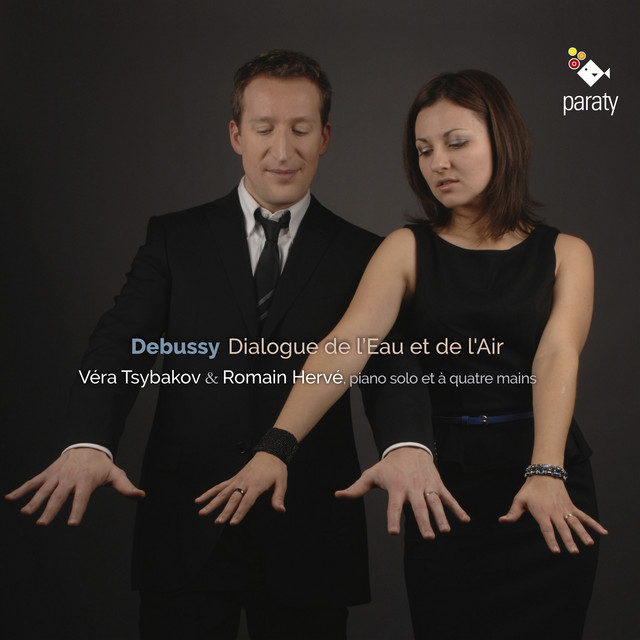 paraty
Debussy Dialogue de l'Eau et de l'Air
Véra Tsybakov & Romain Hervé, piano solo et à quatre mains